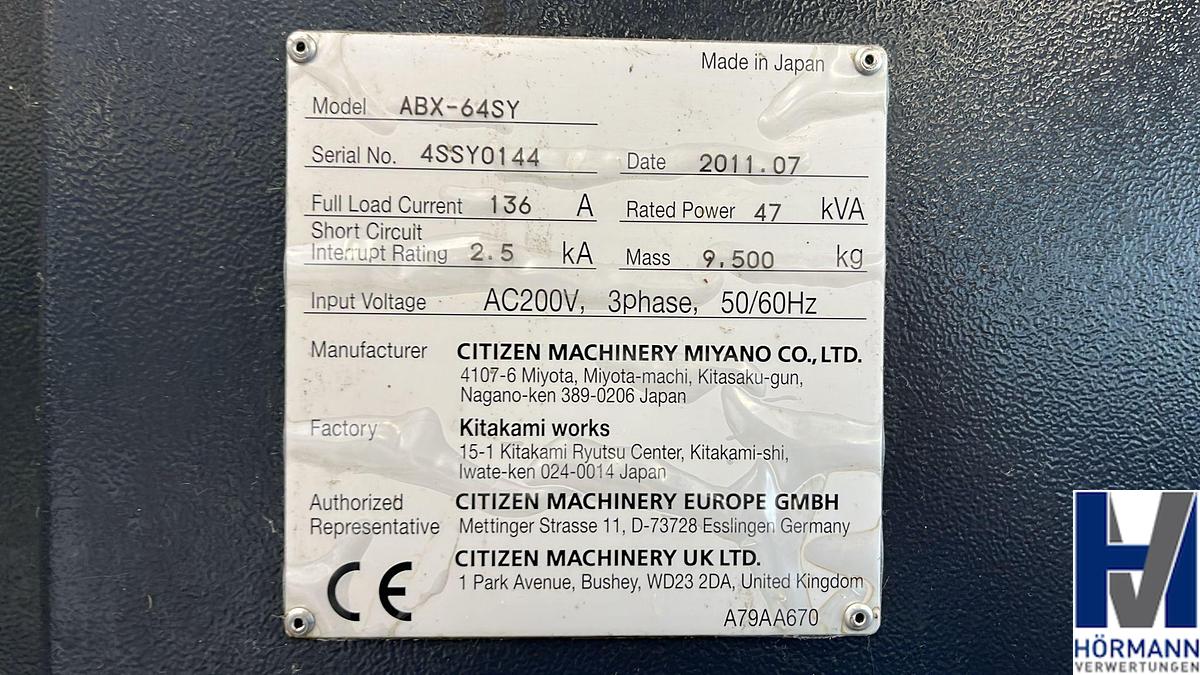 Made in Japan
Model ABX-64SY
Serial No. 4SSY0144 Date 2011.07
Full Load Current 136 A Rated Power 47 kVA
Short Circuit
Interrupt Rating 2.5 kA Mass 9,500 kg
Input Voltage AC200V, 3phase, 50/60Hz
Manufacturer CITIZEN MACHINERY MIYANO CO., LTD.
4107-6 Miyota, Miyota-machi, Kitasaku-gun,
Nagano-ken 389-0206 Japan
Factory Kitakami works
15-1 Kitakami Ryutsu Center, Kitakami-shi,
Iwate-ken 024-0014 Japan
Authorized CITIZEN MACHINERY EUROPE GMBH
Representative Mettinger Strasse 11, D-73728 Esslingen Germany
CITIZEN MACHINERY UK LTD.
1 Park Avenue, Bushey, WD23 2DA, United Kingdom
CE
A79AA670
HÖRMANN
VERWERTUNGEN